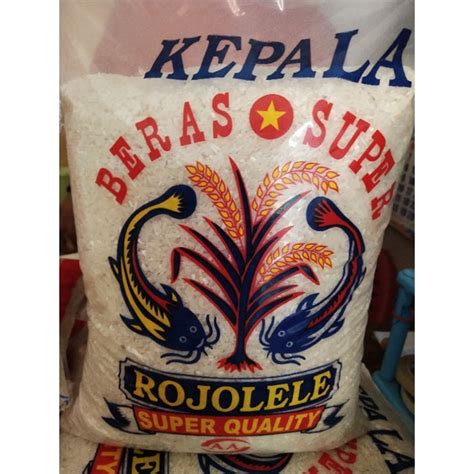 KEPALA
BERAS SUPER
ROJOLELE
SUPER QUALITY